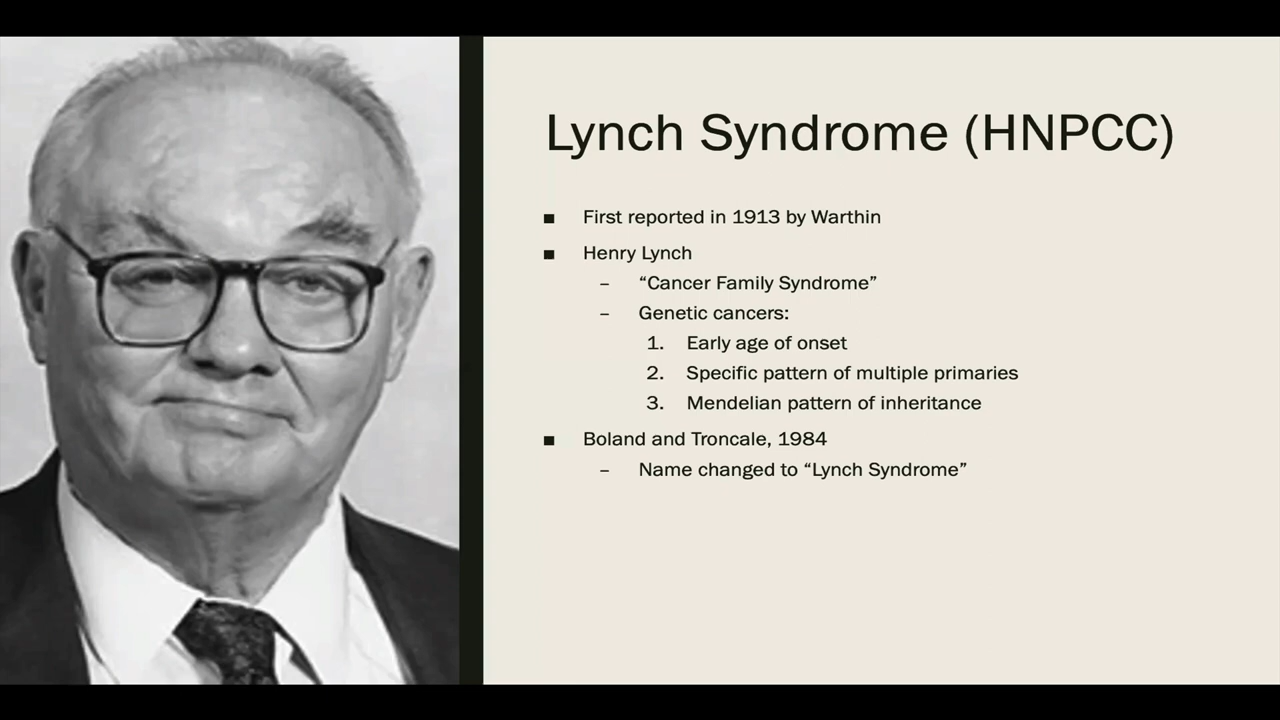 Lynch Syndrome (HNPCC)
■ First reported in 1913 by Warthin
■ Henry Lynch
– “Cancer Family Syndrome”
– Genetic cancers:
1. Early age of onset
2. Specific pattern of multiple primaries
3. Mendelian pattern of inheritance
■ Boland and Troncale, 1984
– Name changed to “Lynch Syndrome”